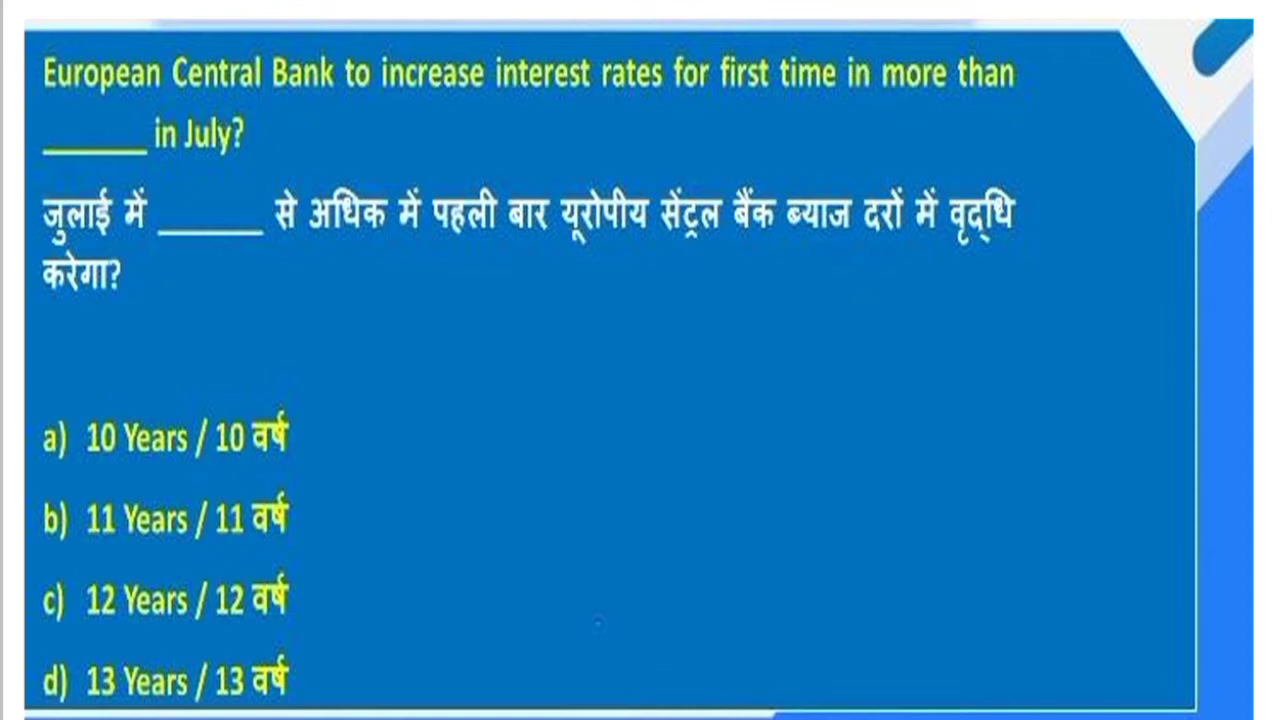 European Central Bank to increase interest rates for first time in more than
_______ in July?
जुलाई में _______ से अधिक में पहली बार यूरोपीय सेंट्रल बैंक ब्याज दरों में वृद्धि
करेगा?
a) 10 Years / 10 वर्ष
b) 11 Years / 11 वर्ष
c) 12 Years / 12 वर्ष
d) 13 Years / 13 वर्ष